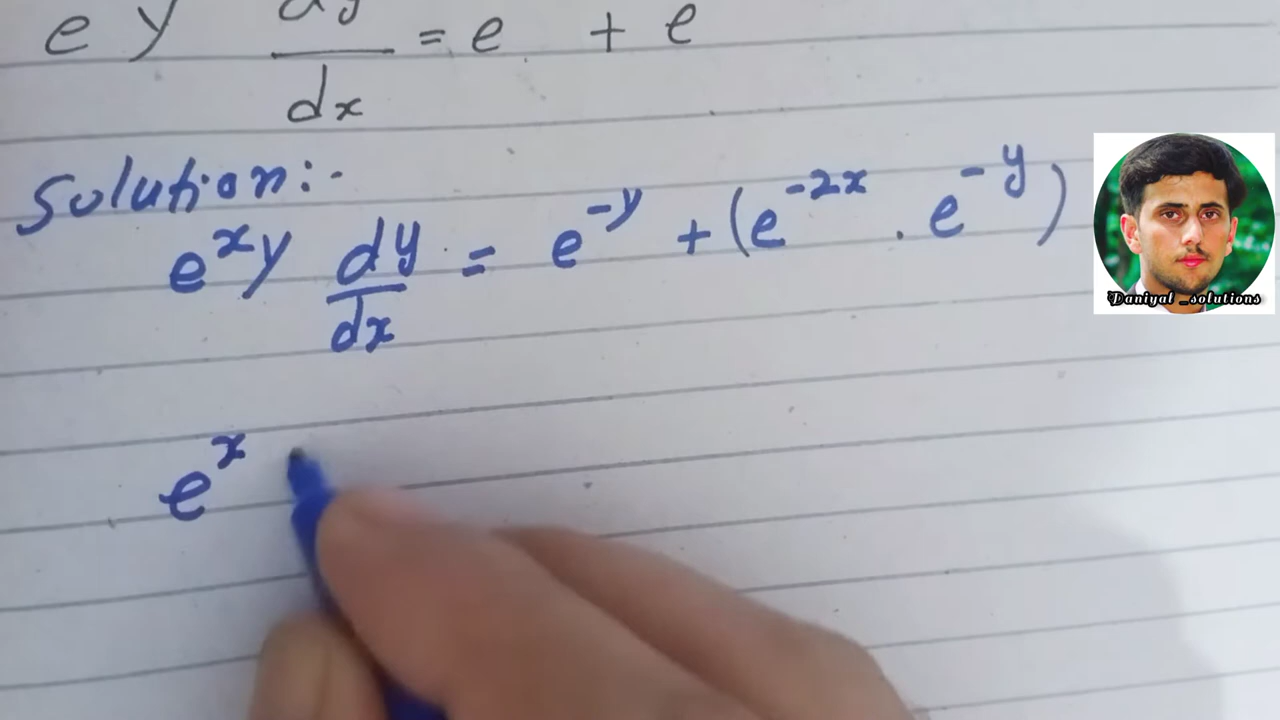 e y dy/dx = e + e
Solution:-
e^x y dy/dx = e^-y + (e^-2x . e^-y)
e^x
Daniyal_solutions